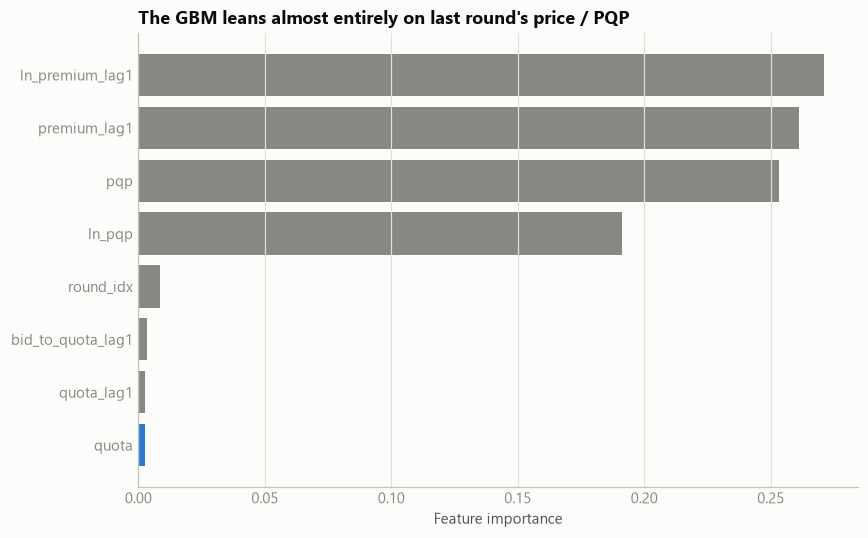 The GBM leans almost entirely on last round's price / PQP
ln_premium_lag1
premium_lag1
pqp
ln_pqp
round_idx
bid_to_quota_lag1
quota_lag1
quota
0.00 0.05 0.10 0.15 0.20 0.25
Feature importance